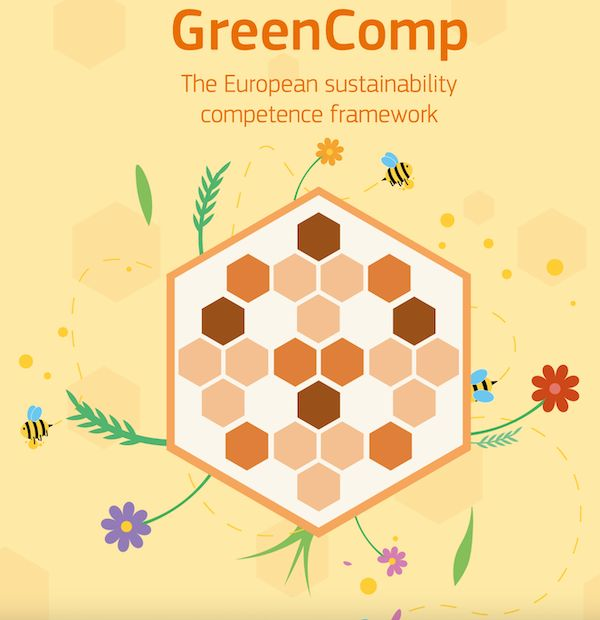 GreenComp
The European sustainability
competence framework